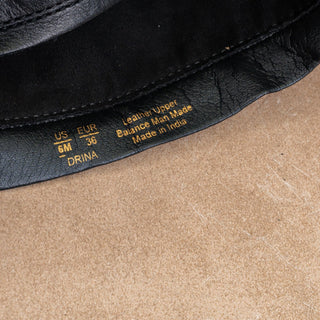 US EUR
6M 36
DRINA
Leather Upper
Balance Man Made
Made in India